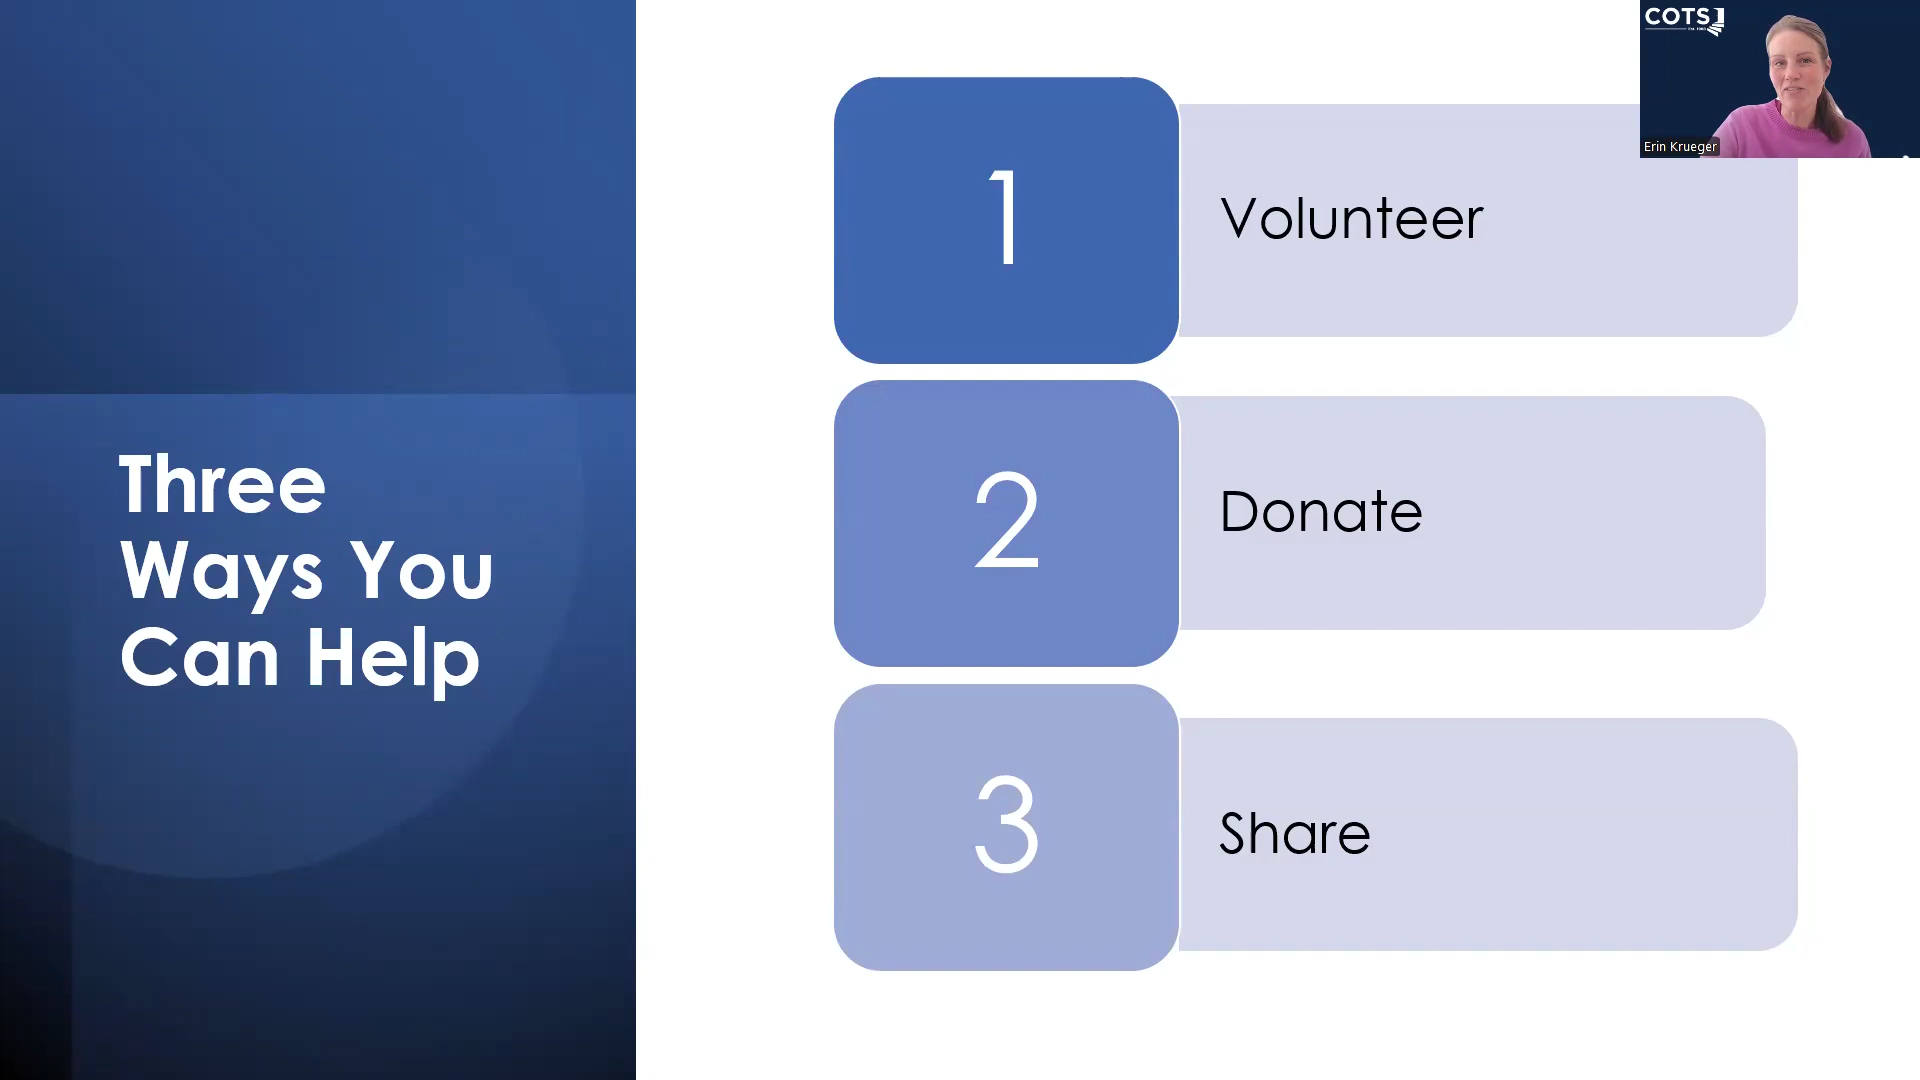 Three
Ways You
Can Help
1
Volunteer
2
Donate
3
Share
COTS
Erin Krueger